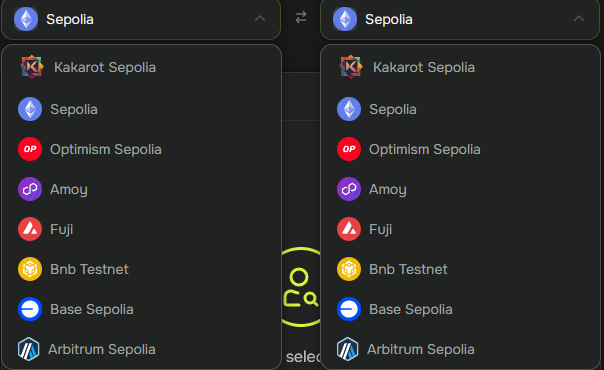 Sepolia
Kakarot Sepolia
Sepolia
OP Optimism Sepolia
Amoy
Fuji
Bnb Testnet
Base Sepolia
Arbitrum Sepolia
selec
Sepolia
Kakarot Sepolia
Sepolia
OP Optimism Sepolia
Amoy
Fuji
Bnb Testnet
Base Sepolia
Arbitrum Sepolia